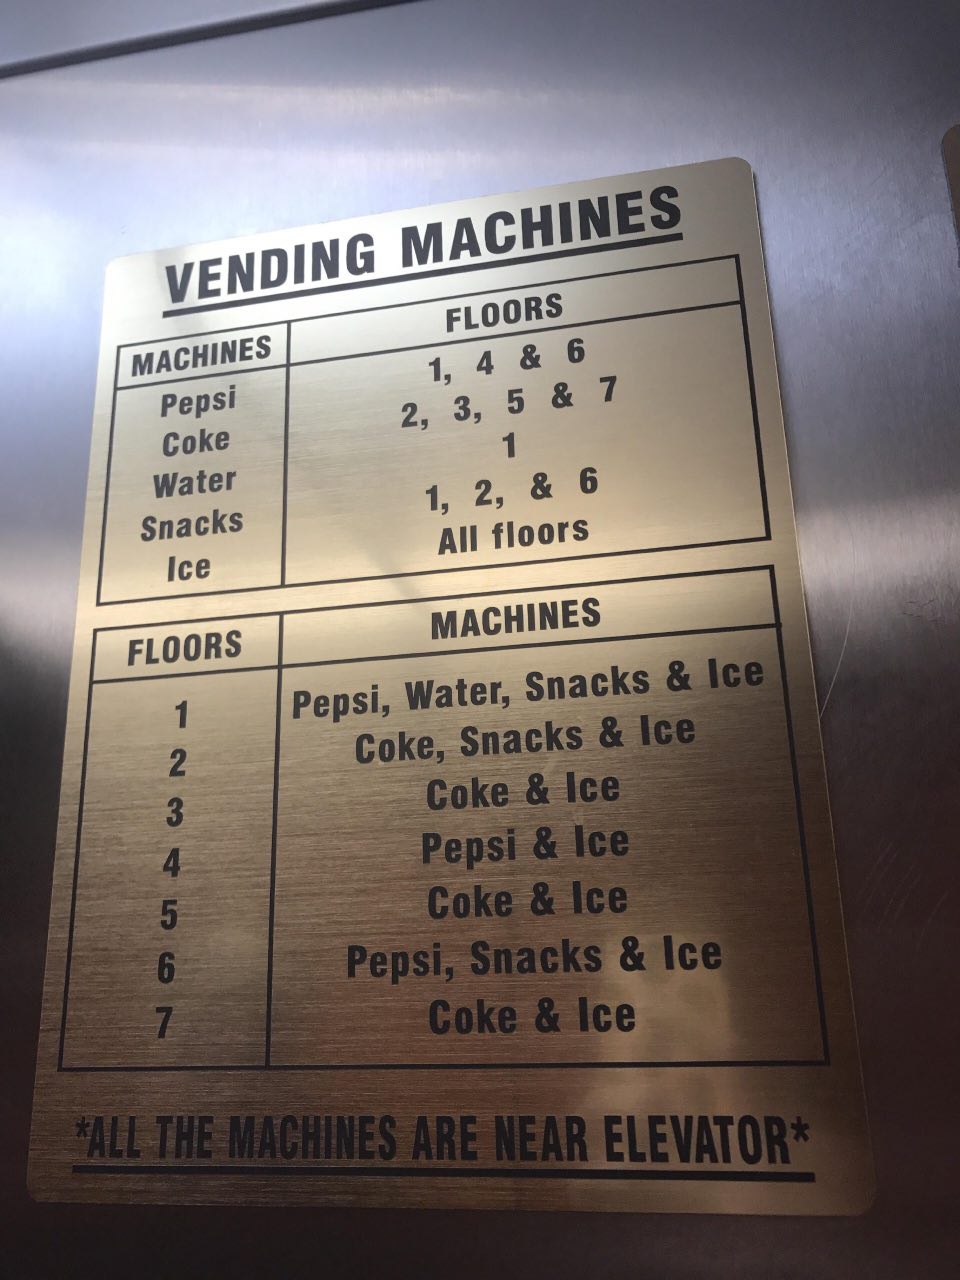 VENDING MACHINES
MACHINES FLOORS
Pepsi 1, 4 & 6
Coke 2, 3, 5 & 7
Water 1
Snacks 1, 2, & 6
Ice All floors
FLOORS MACHINES
1 Pepsi, Water, Snacks & Ice
2 Coke, Snacks & Ice
3 Coke & Ice
4 Pepsi & Ice
5 Coke & Ice
6 Pepsi, Snacks & Ice
7 Coke & Ice
*ALL THE MACHINES ARE NEAR ELEVATOR*